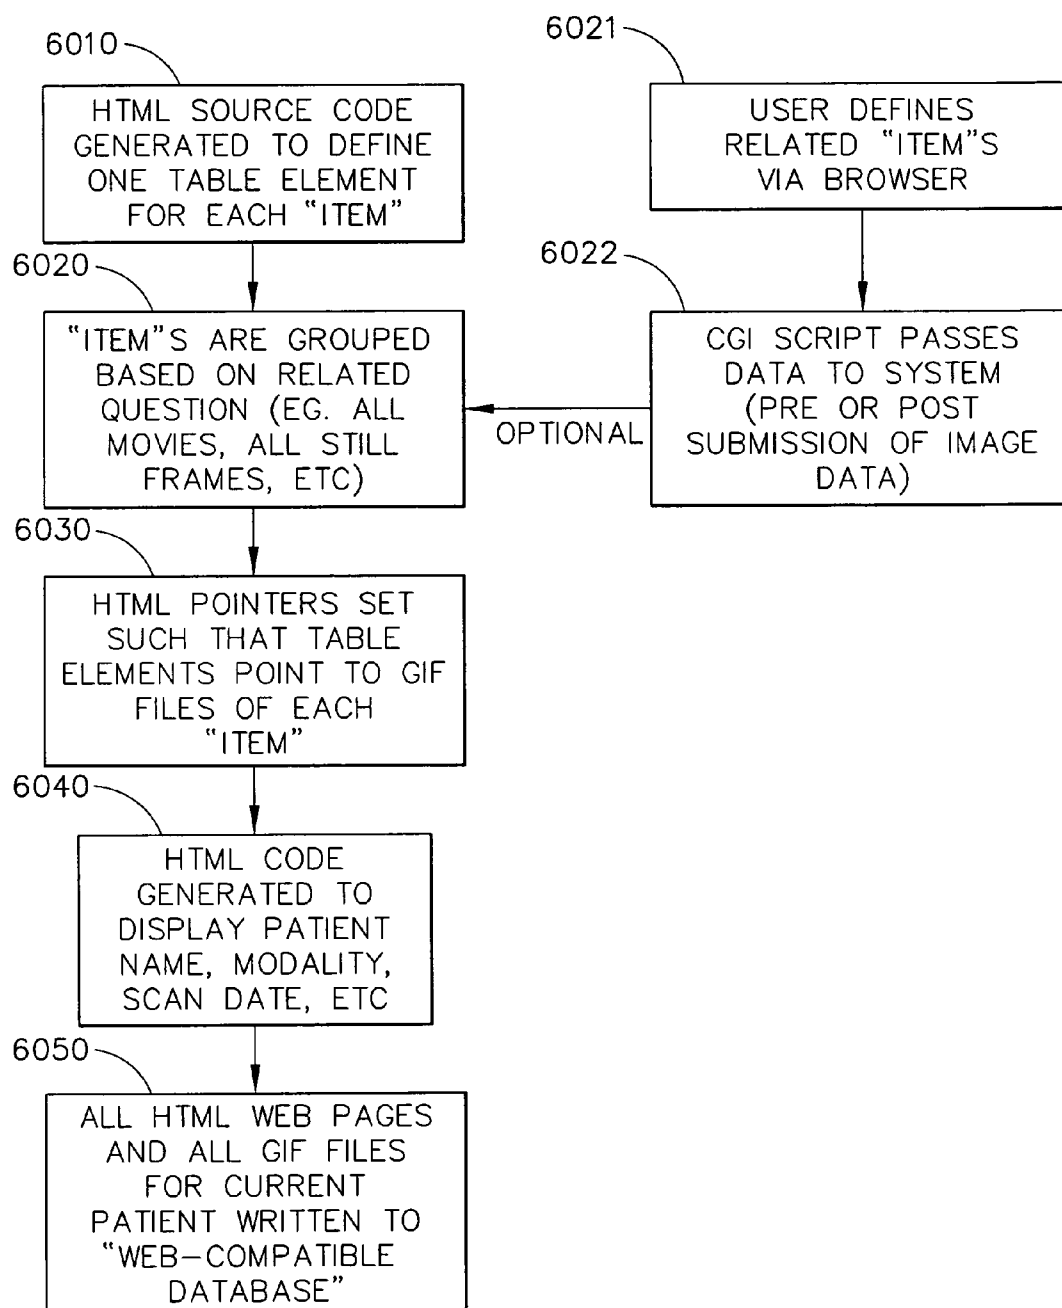 6010
HTML SOURCE CODE
GENERATED TO DEFINE
ONE TABLE ELEMENT
FOR EACH "ITEM"
6021
USER DEFINES
RELATED "ITEM"S
VIA BROWSER
6020
"ITEM"S ARE GROUPED
BASED ON RELATED
QUESTION (EG. ALL
MOVIES, ALL STILL
FRAMES, ETC)
6022
CGI SCRIPT PASSES
DATA TO SYSTEM
(PRE OR POST
SUBMISSION OF IMAGE
DATA)
OPTIONAL
6030
HTML POINTERS SET
SUCH THAT TABLE
ELEMENTS POINT TO GIF
FILES OF EACH
"ITEM"
6040
HTML CODE
GENERATED TO
DISPLAY PATIENT
NAME, MODALITY,
SCAN DATE, ETC
6050
ALL HTML WEB PAGES
AND ALL GIF FILES
FOR CURRENT
PATIENT WRITTEN TO
"WEB-COMPATIBLE
DATABASE"